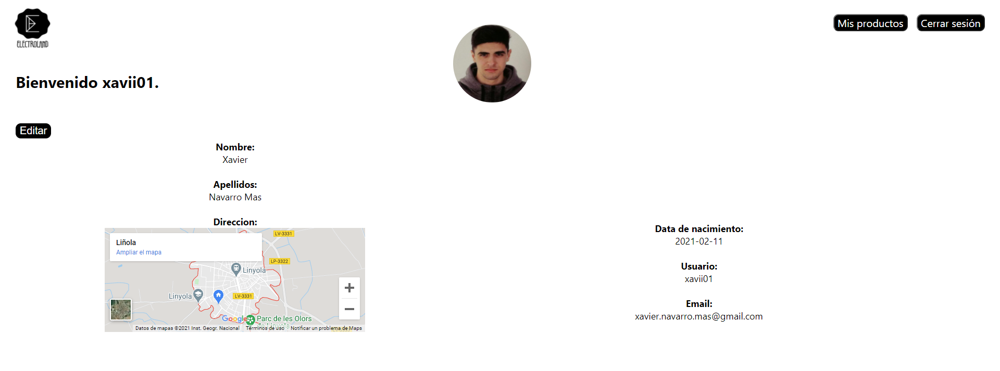 ELECTROLAND
Mis productos
Cerrar sesión
Bienvenido xavii01.
Editar
Nombre:
Xavier
Apellidos:
Navarro Mas
Direccion:
Liñola
Ampliar el mapa
LV-3331
LP-3322
Linyola
Linyola
LV-3331
Google
Parc de les Olors
de Linyola
Datos de mapas ©2021 Inst. Geogr. Nacional
Términos de uso
Notificar un problema de Maps
Data de nacimiento:
2021-02-11
Usuario:
xavii01
Email:
xavier.navarro.mas@gmail.com